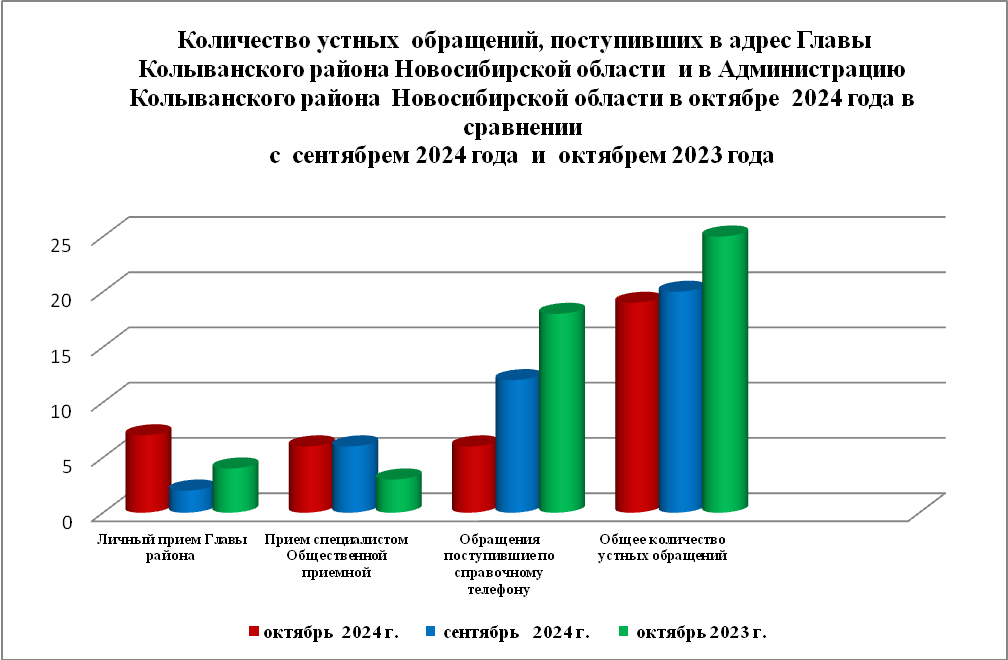 Количество устных обращений, поступивших в адрес Главы
Колыванского района Новосибирской области и в Администрацию
Колыванского района Новосибирской области в октябре 2024 года в
сравнении
с сентябрем 2024 года и октябрем 2023 года
25
20
15
10
5
0
Личный прием Главы
района
Прием специалистом
Общественной
приемной
Обращения
поступившие по
справочному
телефону
Общее количество
устных обращений
октябрь 2024 г.
сентябрь 2024 г.
октябрь 2023 г.